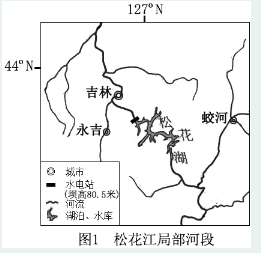 127°N
44°N
吉林
永吉
蛟河
松
花
湖
城市
水电站
(坝高80.5米)
河流
湖泊、水库
图1 松花江局部河段